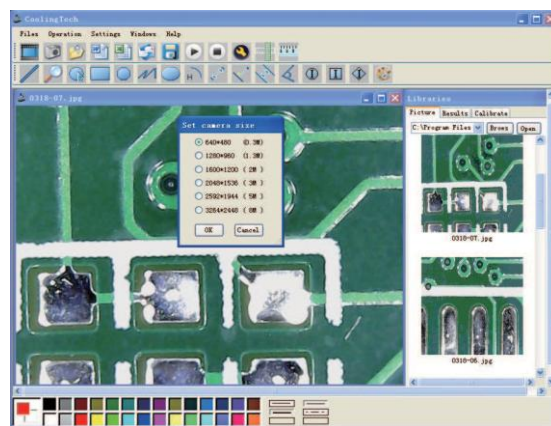 CoolingTech
Files Operation Settings Windows Help
0318-07.jpg
Set camera size
640*480 (0.3M)
1280*960 (1.3M)
1600*1200 ( 2M )
2048*1536 ( 3M )
2592*1944 ( 5M )
3264*2448 ( 8M )
OK Cancel
Libraries
Picture Results Calibrate
C:\Program Files Brows Open
0318-07.jpg
0318-06.jpg